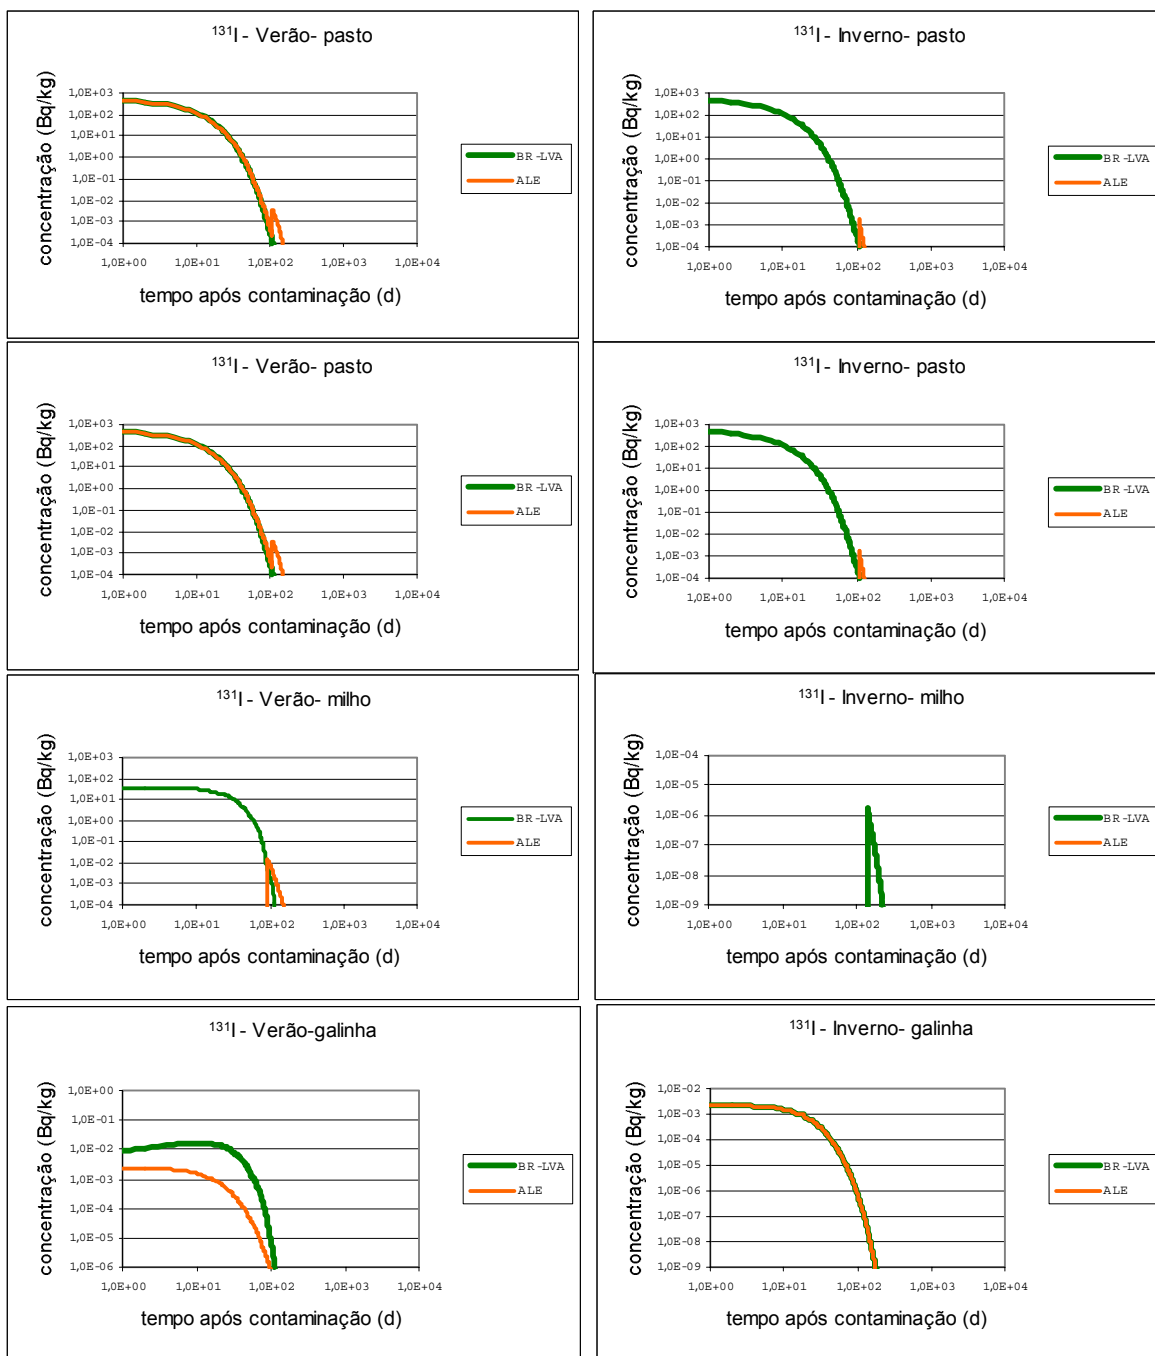 131I - Verão- pasto
concentração (Bq/kg)
1,0E+03
1,0E+02
1,0E+01
1,0E+00
1,0E-01
1,0E-02
1,0E-03
1,0E-04
1,0E+00 1,0E+01 1,0E+02 1,0E+03 1,0E+04
tempo após contaminação (d)
BR-LVA
ALE
131I - Inverno- pasto
concentração (Bq/kg)
1,0E+03
1,0E+02
1,0E+01
1,0E+00
1,0E-01
1,0E-02
1,0E-03
1,0E-04
1,0E+00 1,0E+01 1,0E+02 1,0E+03 1,0E+04
tempo após contaminação (d)
BR-LVA
ALE
131I - Verão- pasto
concentração (Bq/kg)
1,0E+03
1,0E+02
1,0E+01
1,0E+00
1,0E-01
1,0E-02
1,0E-03
1,0E-04
1,0E+00 1,0E+01 1,0E+02 1,0E+03 1,0E+04
tempo após contaminação (d)
BR-LVA
ALE
131I - Inverno- pasto
concentração (Bq/kg)
1,0E+03
1,0E+02
1,0E+01
1,0E+00
1,0E-01
1,0E-02
1,0E-03
1,0E-04
1,0E+00 1,0E+01 1,0E+02 1,0E+03 1,0E+04
tempo após contaminação (d)
BR-LVA
ALE
131I - Verão- milho
concentração (Bq/kg)
1,0E+03
1,0E+02
1,0E+01
1,0E+00
1,0E-01
1,0E-02
1,0E-03
1,0E-04
1,0E+00 1,0E+01 1,0E+02 1,0E+03 1,0E+04
tempo após contaminação (d)
BR-LVA
ALE
131I - Inverno- milho
concentração (Bq/kg)
1,0E-04
1,0E-05
1,0E-06
1,0E-07
1,0E-08
1,0E-09
1,0E+00 1,0E+01 1,0E+02 1,0E+03 1,0E+04
tempo após contaminação (d)
BR-LVA
ALE
131I - Verão-galinha
concentração (Bq/kg)
1,0E+00
1,0E-01
1,0E-02
1,0E-03
1,0E-04
1,0E-05
1,0E-06
1,0E+00 1,0E+01 1,0E+02 1,0E+03 1,0E+04
tempo após contaminação (d)
BR-LVA
ALE
131I - Inverno- galinha
concentração (Bq/kg)
1,0E-02
1,0E-03
1,0E-04
1,0E-05
1,0E-06
1,0E-07
1,0E-08
1,0E-09
1,0E+00 1,0E+01 1,0E+02 1,0E+03 1,0E+04
tempo após contaminação (d)
BR-LVA
ALE